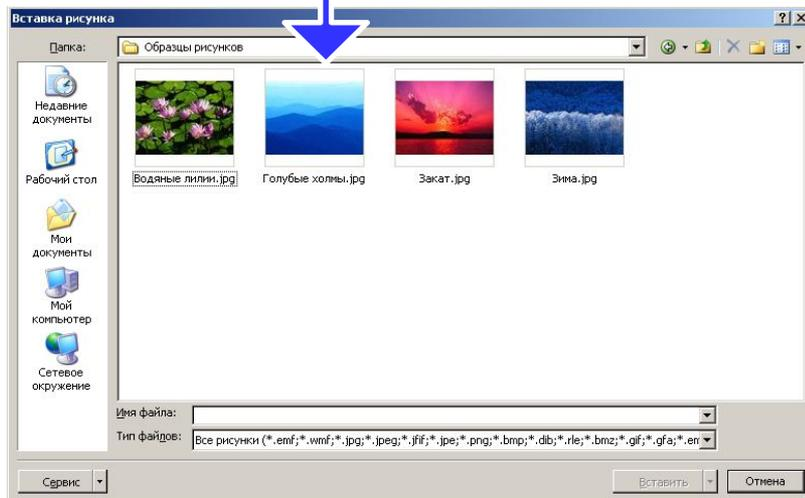 Вставка рисунка
Папка: Образцы рисунков
Недавние
документы
Рабочий стол
Мои
документы
Мой
компьютер
Сетевое
окружение
Водяные лилии.jpg Голубые холмы.jpg Закат.jpg Зима.jpg
Имя файла:
Тип файлов: Все рисунки (*.emf;*.wmf;*.jpg;*.jpeg;*.jfif;*.jpe;*.png;*.bmp;*.dib;*.rle;*.bmz;*.gif;*.gfa;*.em
Сервис Вставить Отмена